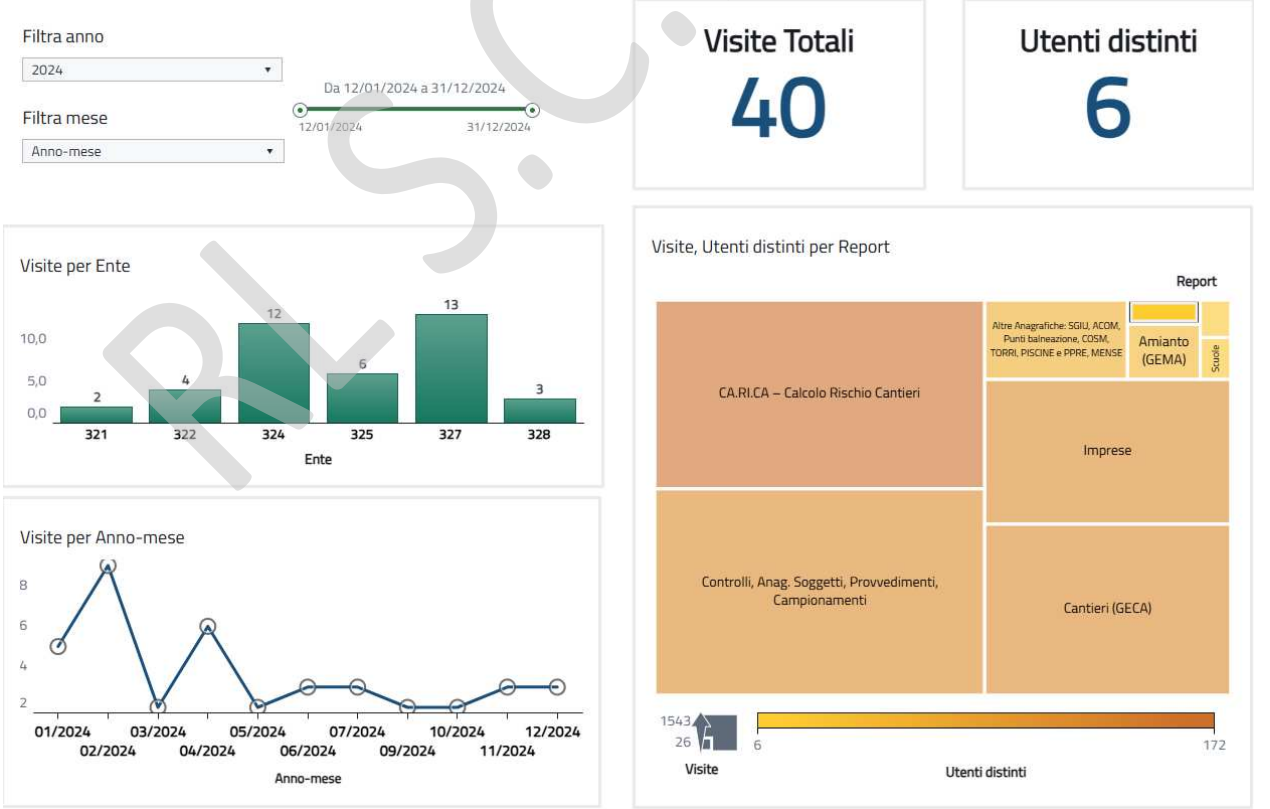 Filtra anno
2024
Filtra mese
Anno-mese
Da 12/01/2024 a 31/12/2024
12/01/2024 31/12/2024
Visite Totali
40
Utenti distinti
6
Visite per Ente
10,0
5,0
0,0
2 4 12 6 13 3
321 322 324 325 327 328
Ente
Visite per Anno-mese
8
6
4
2
01/2024 03/2024 05/2024 07/2024 10/2024 12/2024
02/2024 04/2024 06/2024 09/2024 11/2024
Anno-mese
Visite, Utenti distinti per Report
Report
CA.RI.CA – Calcolo Rischio Cantieri
Controlli, Anag. Soggetti, Provvedimenti,
Campionamenti
Altre Anagrafiche: SGIU, ACOM,
Punti balneazione, COSM,
TORRI, PISCINE e PPRE, MENSE
Amianto
(GEMA)
Scuole
Imprese
Cantieri (GECA)
1543
26
Visite
6 172
Utenti distinti
RL S.C.